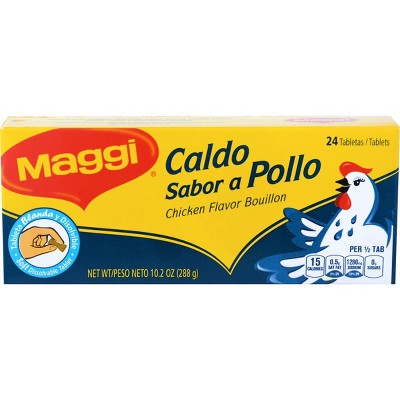 Maggi®
Caldo
Sabor a Pollo
Chicken Flavor Bouillon
24 Tabletas / Tablets
Tableta Blanda y Disolvible
Soft Dissolvable Tablet
NET WT/PESO NETO 10.2 OZ (288 g)
PER ½ TAB
15 CALORIES
0.5g SAT FAT
1280mg SODIUM
0g SUGARS